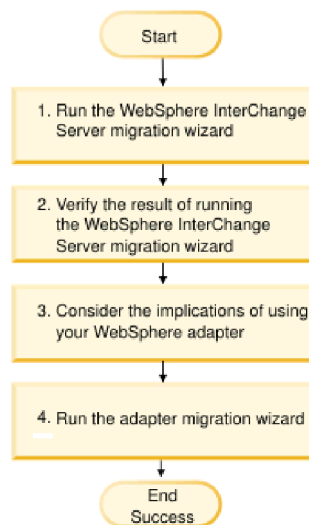 Start
1. Run the WebSphere InterChange
Server migration wizard
2. Verify the result of running
the WebSphere InterChange
Server migration wizard
3. Consider the implications of using
your WebSphere adapter
4. Run the adapter migration wizard
End
Success